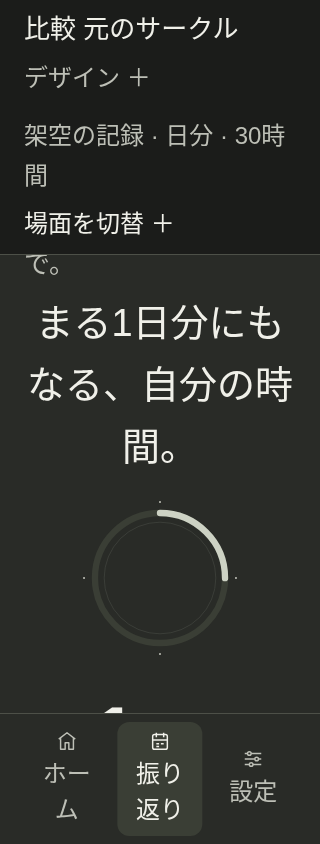 比較 元のサークル
デザイン ＋
架空の記録 · 日分 · 30時
間
場面を切替 ＋
で。
まる1日分にも
なる、自分の時
間。
ホー
ム
振り
返り
設定